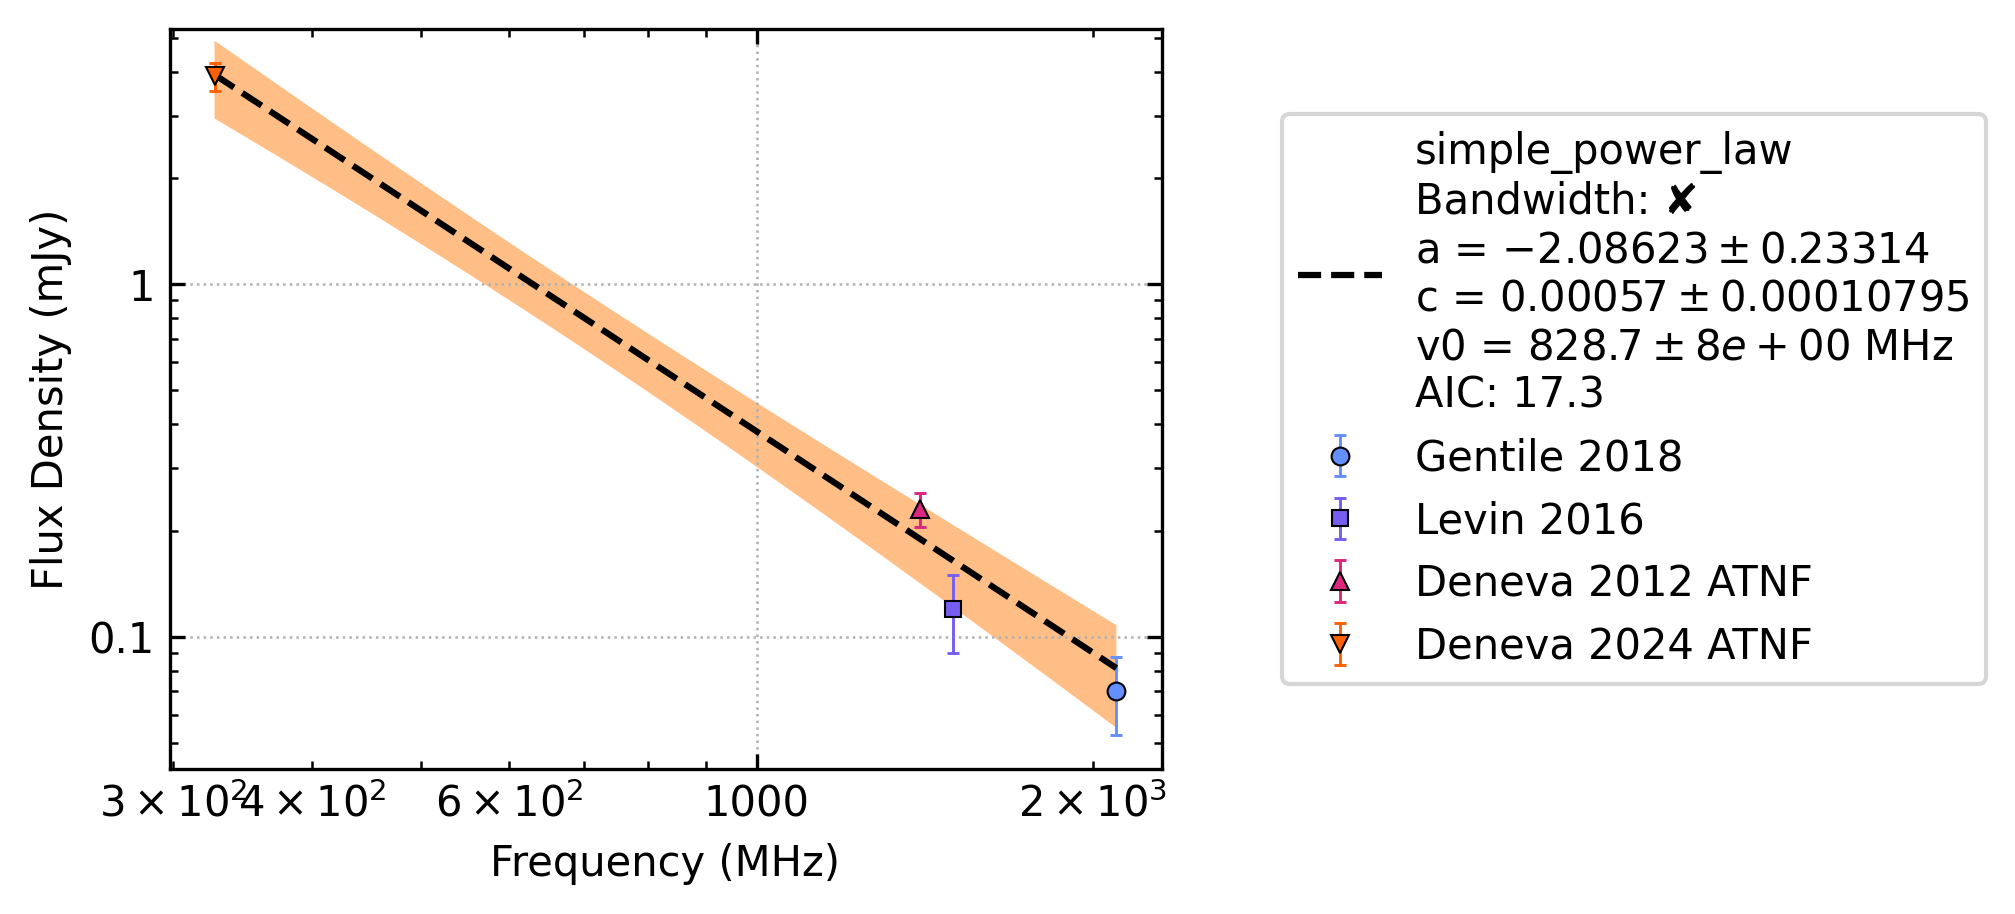 Flux Density (mJy)
1
0.1
3 × 10²
4 × 10²
6 × 10²
1000
2 × 10³
Frequency (MHz)
simple_power_law
Bandwidth: ✘
a = −2.08623 ± 0.23314
c = 0.00057 ± 0.00010795
v0 = 828.7 ± 8e + 00 MHz
AIC: 17.3
Gentile 2018
Levin 2016
Deneva 2012 ATNF
Deneva 2024 ATNF